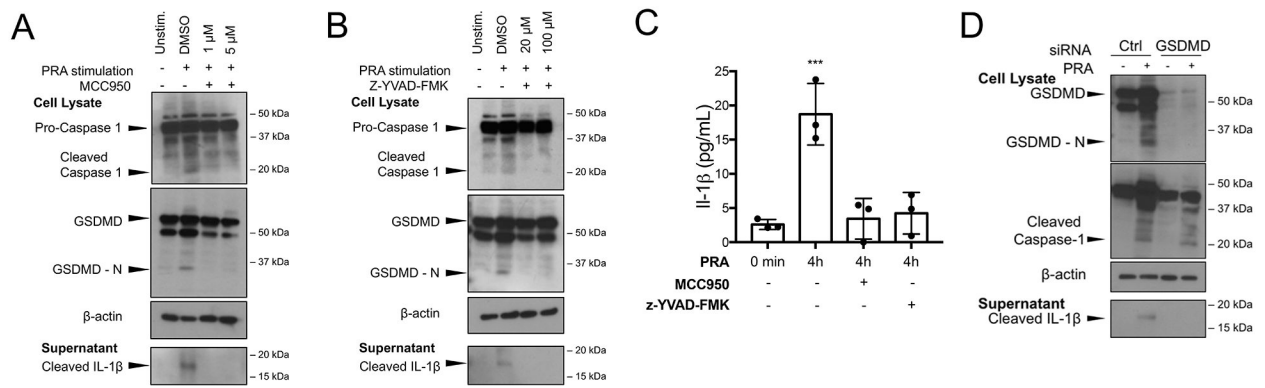 A
Unstim.
DMSO
1 µM
5 µM
PRA stimulation - + + +
MCC950 - - + +
Cell Lysate
Pro-Caspase 1
Cleaved
Caspase 1
– 50 kDa
– 37 kDa
– 20 kDa
GSDMD
GSDMD - N
– 50 kDa
– 37 kDa
β-actin
Supernatant
Cleaved IL-1β
– 20 kDa
– 15 kDa
B
Unstim.
DMSO
20 µM
100 µM
PRA stimulation - + + +
Z-YVAD-FMK - - + +
Cell Lysate
Pro-Caspase 1
Cleaved
Caspase 1
– 50 kDa
– 37 kDa
– 20 kDa
GSDMD
GSDMD - N
– 50 kDa
– 37 kDa
β-actin
Supernatant
Cleaved IL-1β
– 20 kDa
– 15 kDa
C
Il-1β (pg/mL)
25
20
15
10
5
0
***
PRA 0 min 4h 4h 4h
MCC950 - - + -
z-YVAD-FMK - - - +
D
siRNA Ctrl GSDMD
PRA - + - +
Cell Lysate
GSDMD
GSDMD - N
– 50 kDa
– 37 kDa
Cleaved
Caspase-1
– 50 kDa
– 37 kDa
– 20 kDa
β-actin
Supernatant
Cleaved IL-1β
– 20 kDa
– 15 kDa